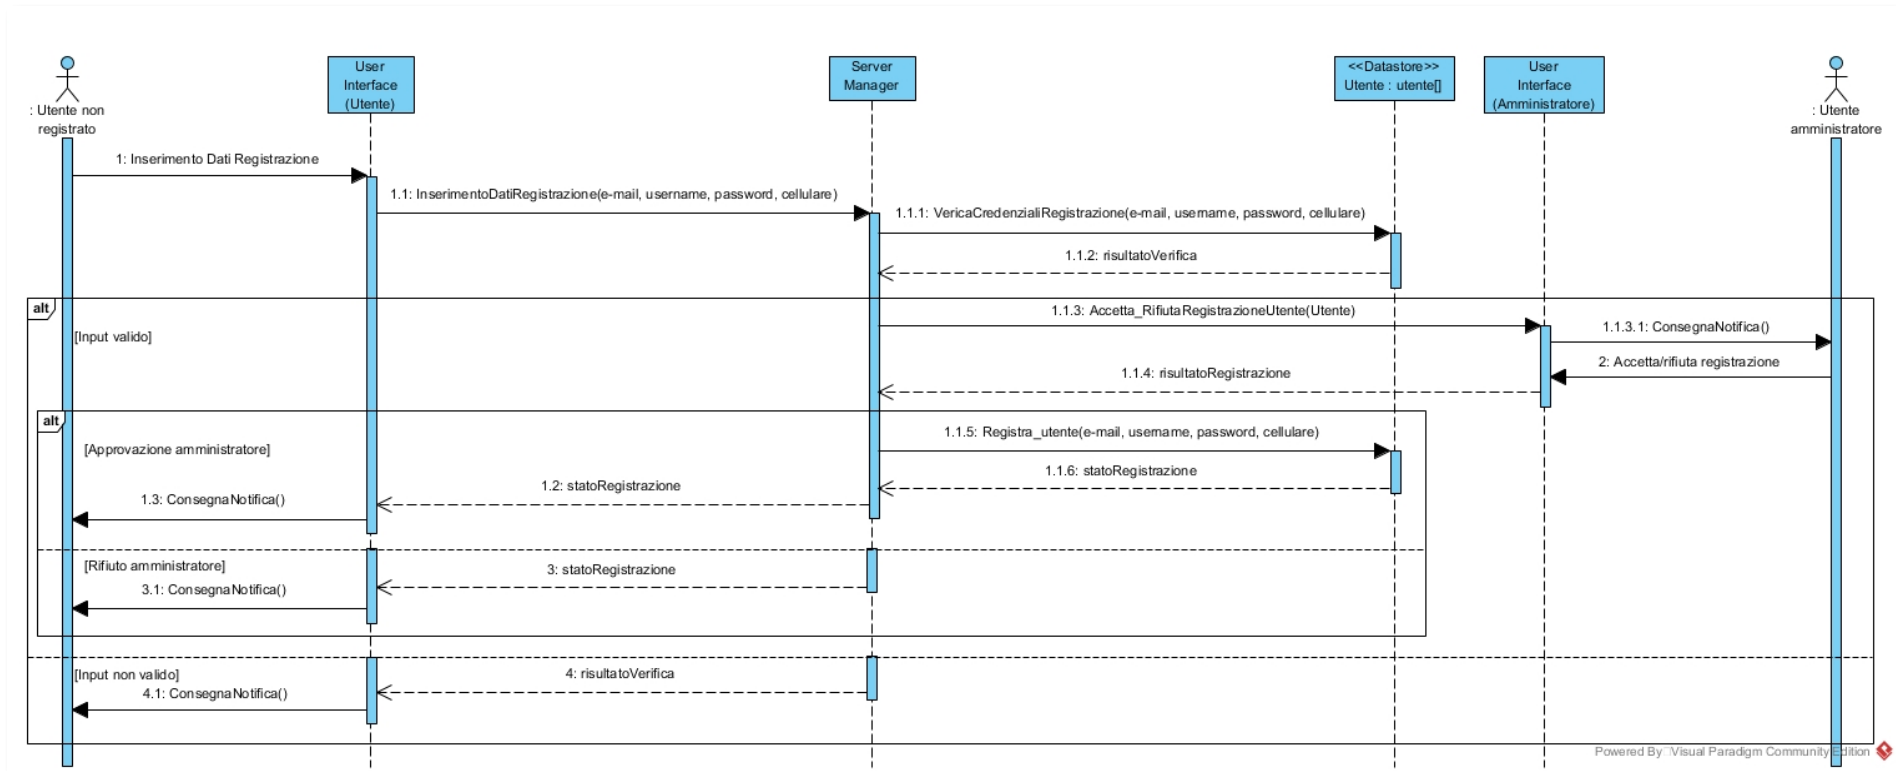 : Utente non
registrato
User
Interface
(Utente)
Server
Manager
<<Datastore>>
Utente : utente[]
User
Interface
(Amministratore)
: Utente
amministratore
1: Inserimento Dati Registrazione
1.1: InserimentoDatiRegistrazione(e-mail, username, password, cellulare)
1.1.1: VericaCredenzialiRegistrazione(e-mail, username, password, cellulare)
1.1.2: risultatoVerifica
alt
[Input valido]
1.1.3: Accetta_RifiutaRegistrazioneUtente(Utente)
1.1.3.1: ConsegnaNotifica()
2: Accetta/rifiuta registrazione
1.1.4: risultatoRegistrazione
alt
[Approvazione amministratore]
1.1.5: Registra_utente(e-mail, username, password, cellulare)
1.1.6: statoRegistrazione
1.2: statoRegistrazione
1.3: ConsegnaNotifica()
[Rifiuto amministratore]
3: statoRegistrazione
3.1: ConsegnaNotifica()
[Input non valido]
4: risultatoVerifica
4.1: ConsegnaNotifica()
Powered By Visual Paradigm Community Edition